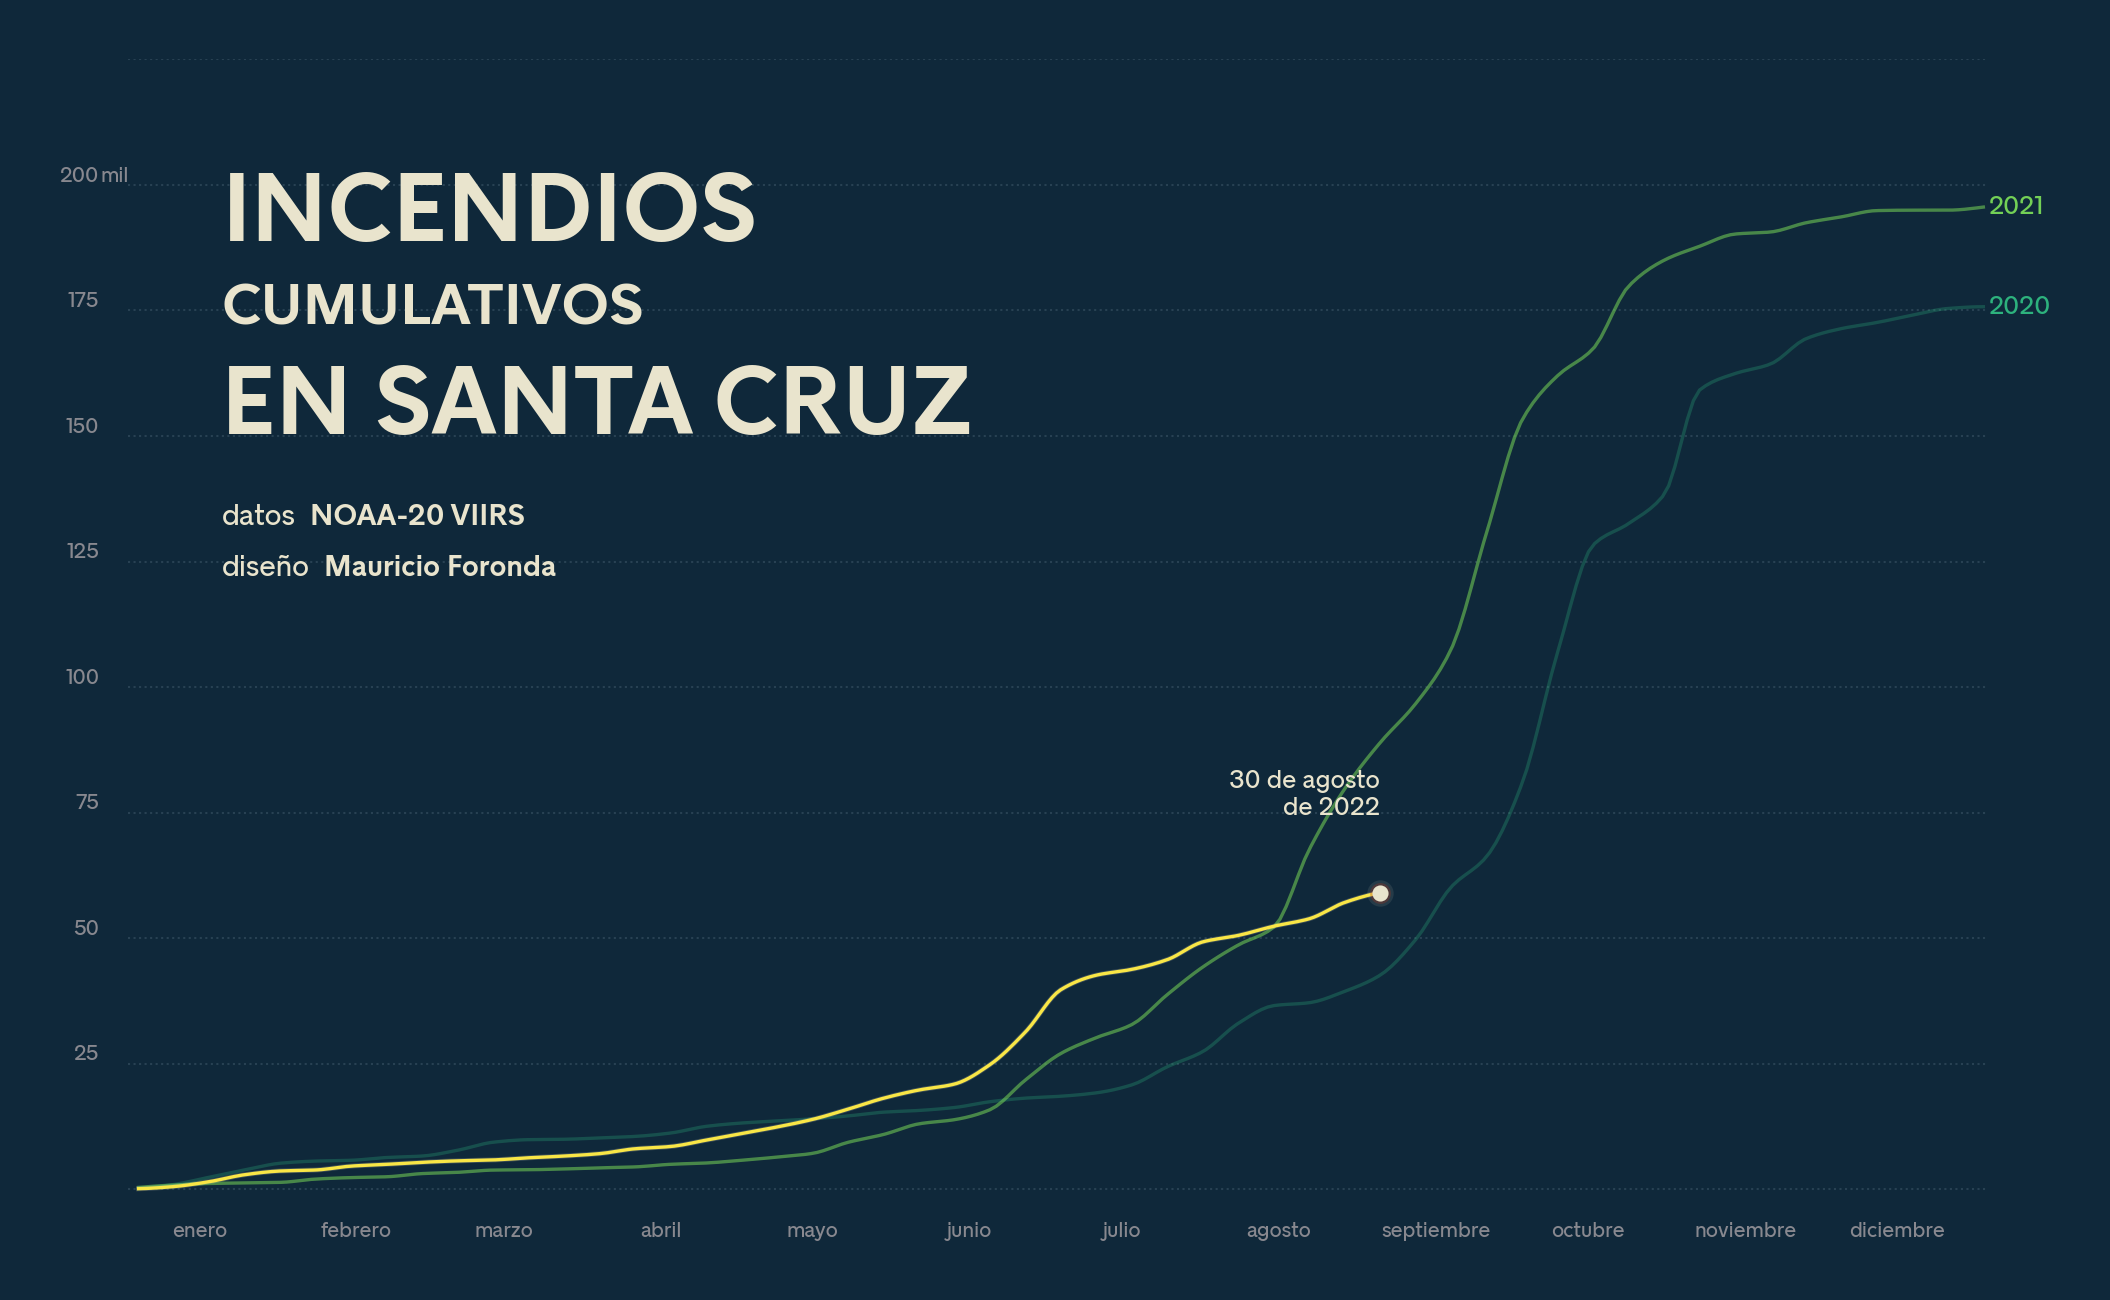 INCENDIOS
CUMULATIVOS
EN SANTA CRUZ
datos NOAA-20 VIIRS
diseño Mauricio Foronda
200 mil
175
150
125
100
75
50
25
2021
2020
30 de agosto
de 2022
enero febrero marzo abril mayo junio julio agosto septiembre octubre noviembre diciembre